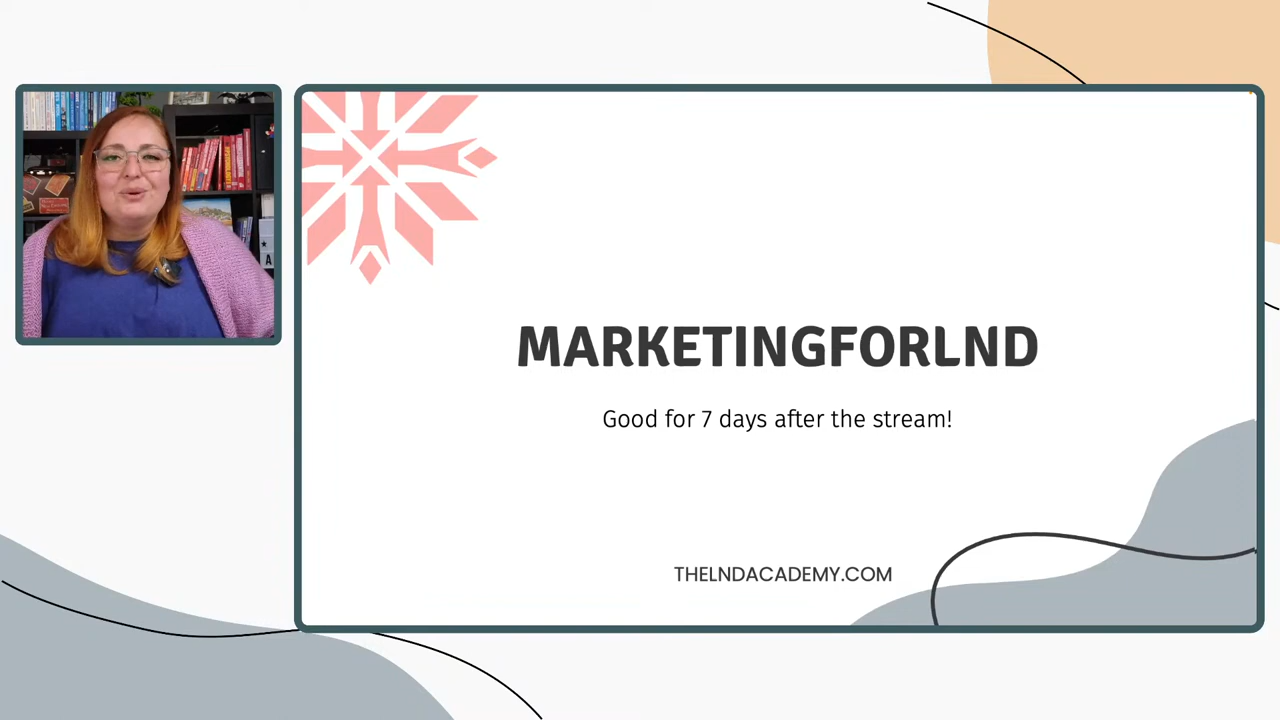 MARKETINGFORLND
Good for 7 days after the stream!
THELNDACADEMY.COM
A